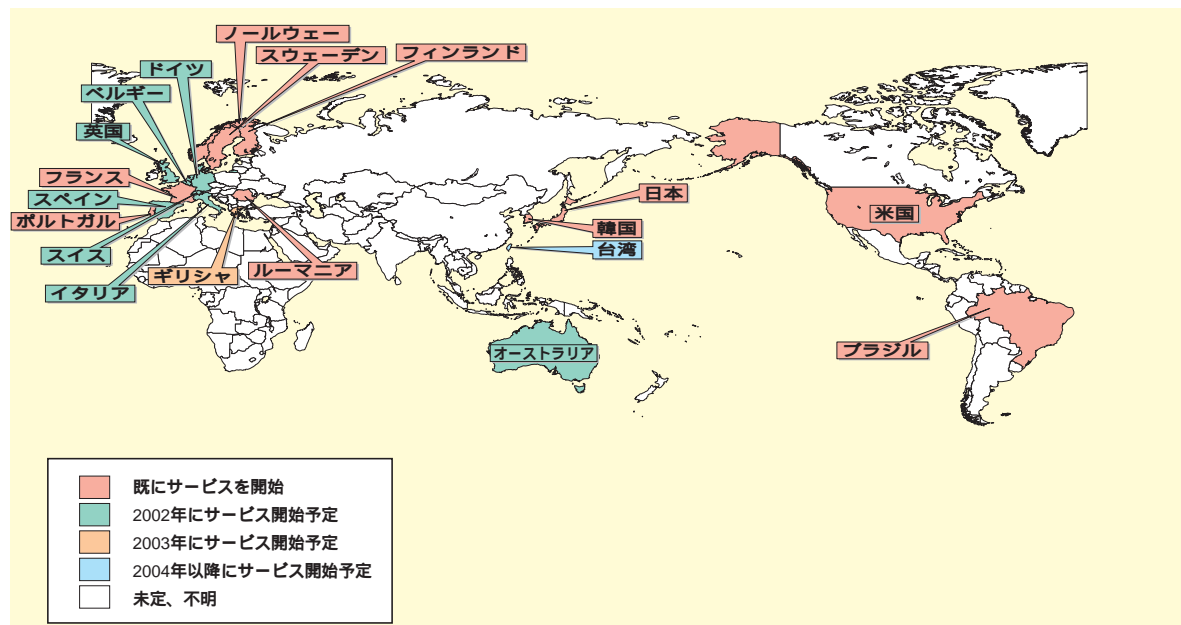 ノールウェー
スウェーデン
フィンランド
ドイツ
ベルギー
英国
フランス
スペイン
ポルトガル
スイス
イタリア
ギリシャ
ルーマニア
日本
韓国
台湾
米国
オーストラリア
ブラジル
既にサービスを開始
2002年にサービス開始予定
2003年にサービス開始予定
2004年以降にサービス開始予定
未定、不明